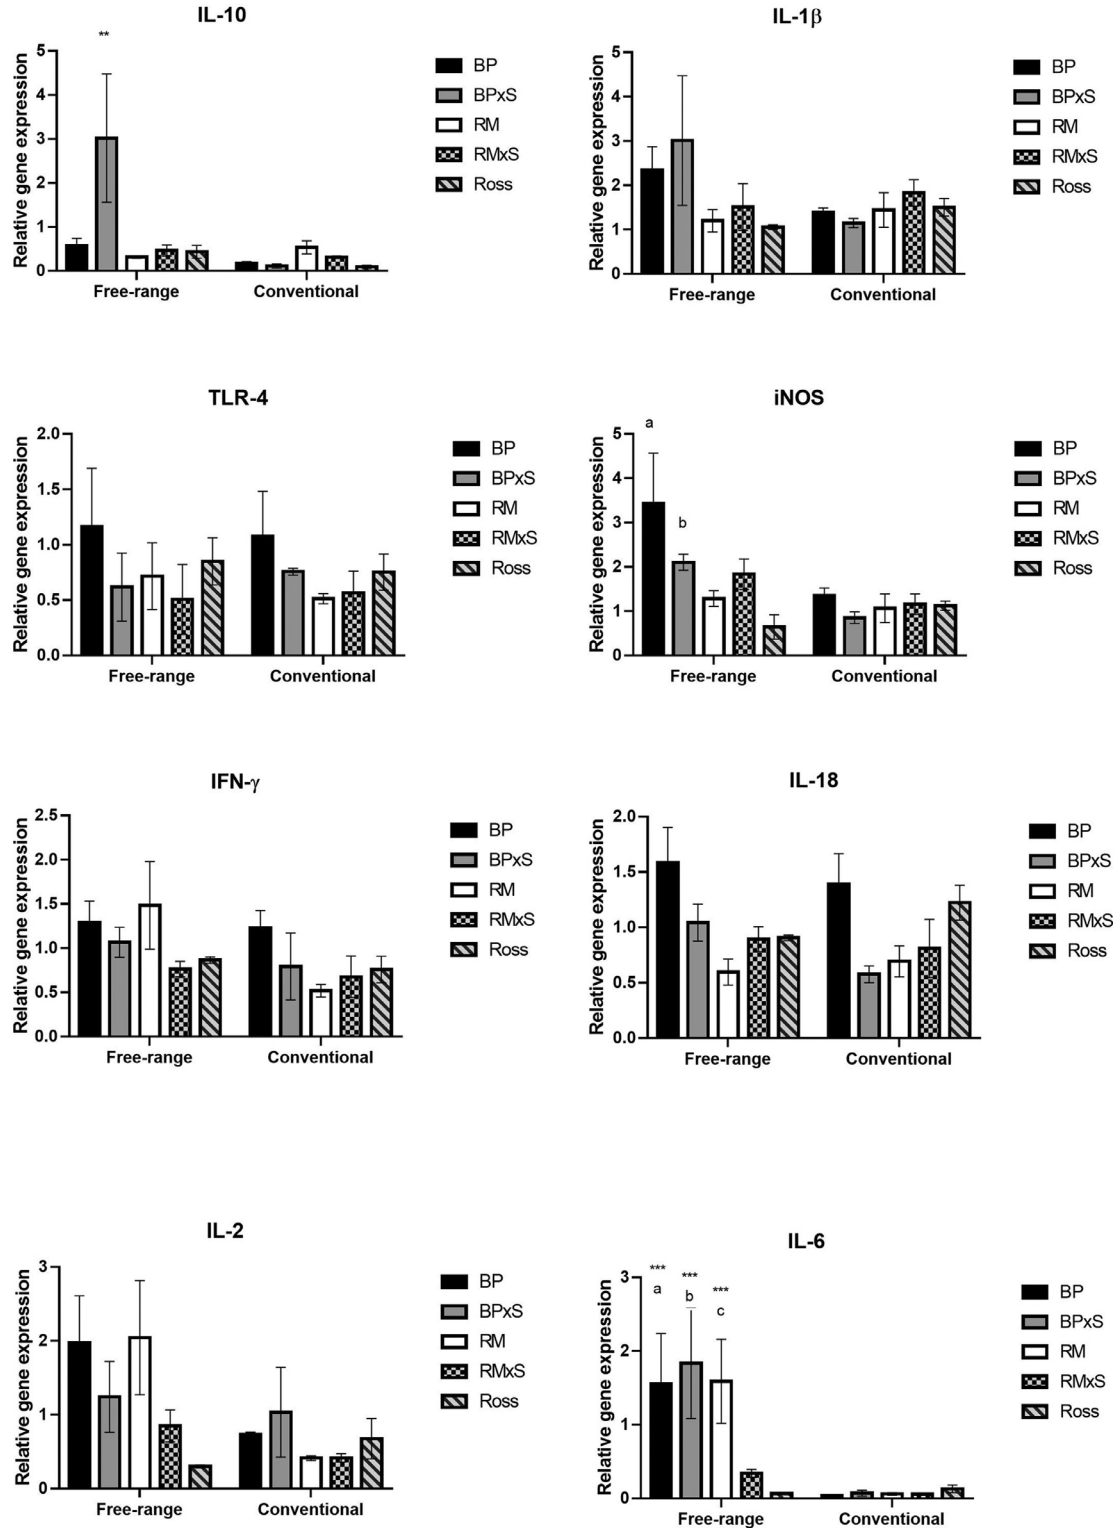 IL-10
**
Relative gene expression
5
4
3
2
1
0
Free-range
Conventional
BP
BPxS
RM
RMxS
Ross
IL-1β
Relative gene expression
5
4
3
2
1
0
Free-range
Conventional
BP
BPxS
RM
RMxS
Ross
TLR-4
Relative gene expression
2.0
1.5
1.0
0.5
0.0
Free-range
Conventional
BP
BPxS
RM
RMxS
Ross
iNOS
a
b
Relative gene expression
5
4
3
2
1
0
Free-range
Conventional
BP
BPxS
RM
RMxS
Ross
IFN-γ
Relative gene expression
2.5
2.0
1.5
1.0
0.5
0.0
Free-range
Conventional
BP
BPxS
RM
RMxS
Ross
IL-18
Relative gene expression
2.0
1.5
1.0
0.5
0.0
Free-range
Conventional
BP
BPxS
RM
RMxS
Ross
IL-2
Relative gene expression
3
2
1
0
Free-range
Conventional
BP
BPxS
RM
RMxS
Ross
IL-6
*** *** ***
a b c
Relative gene expression
3
2
1
0
Free-range
Conventional
BP
BPxS
RM
RMxS
Ross